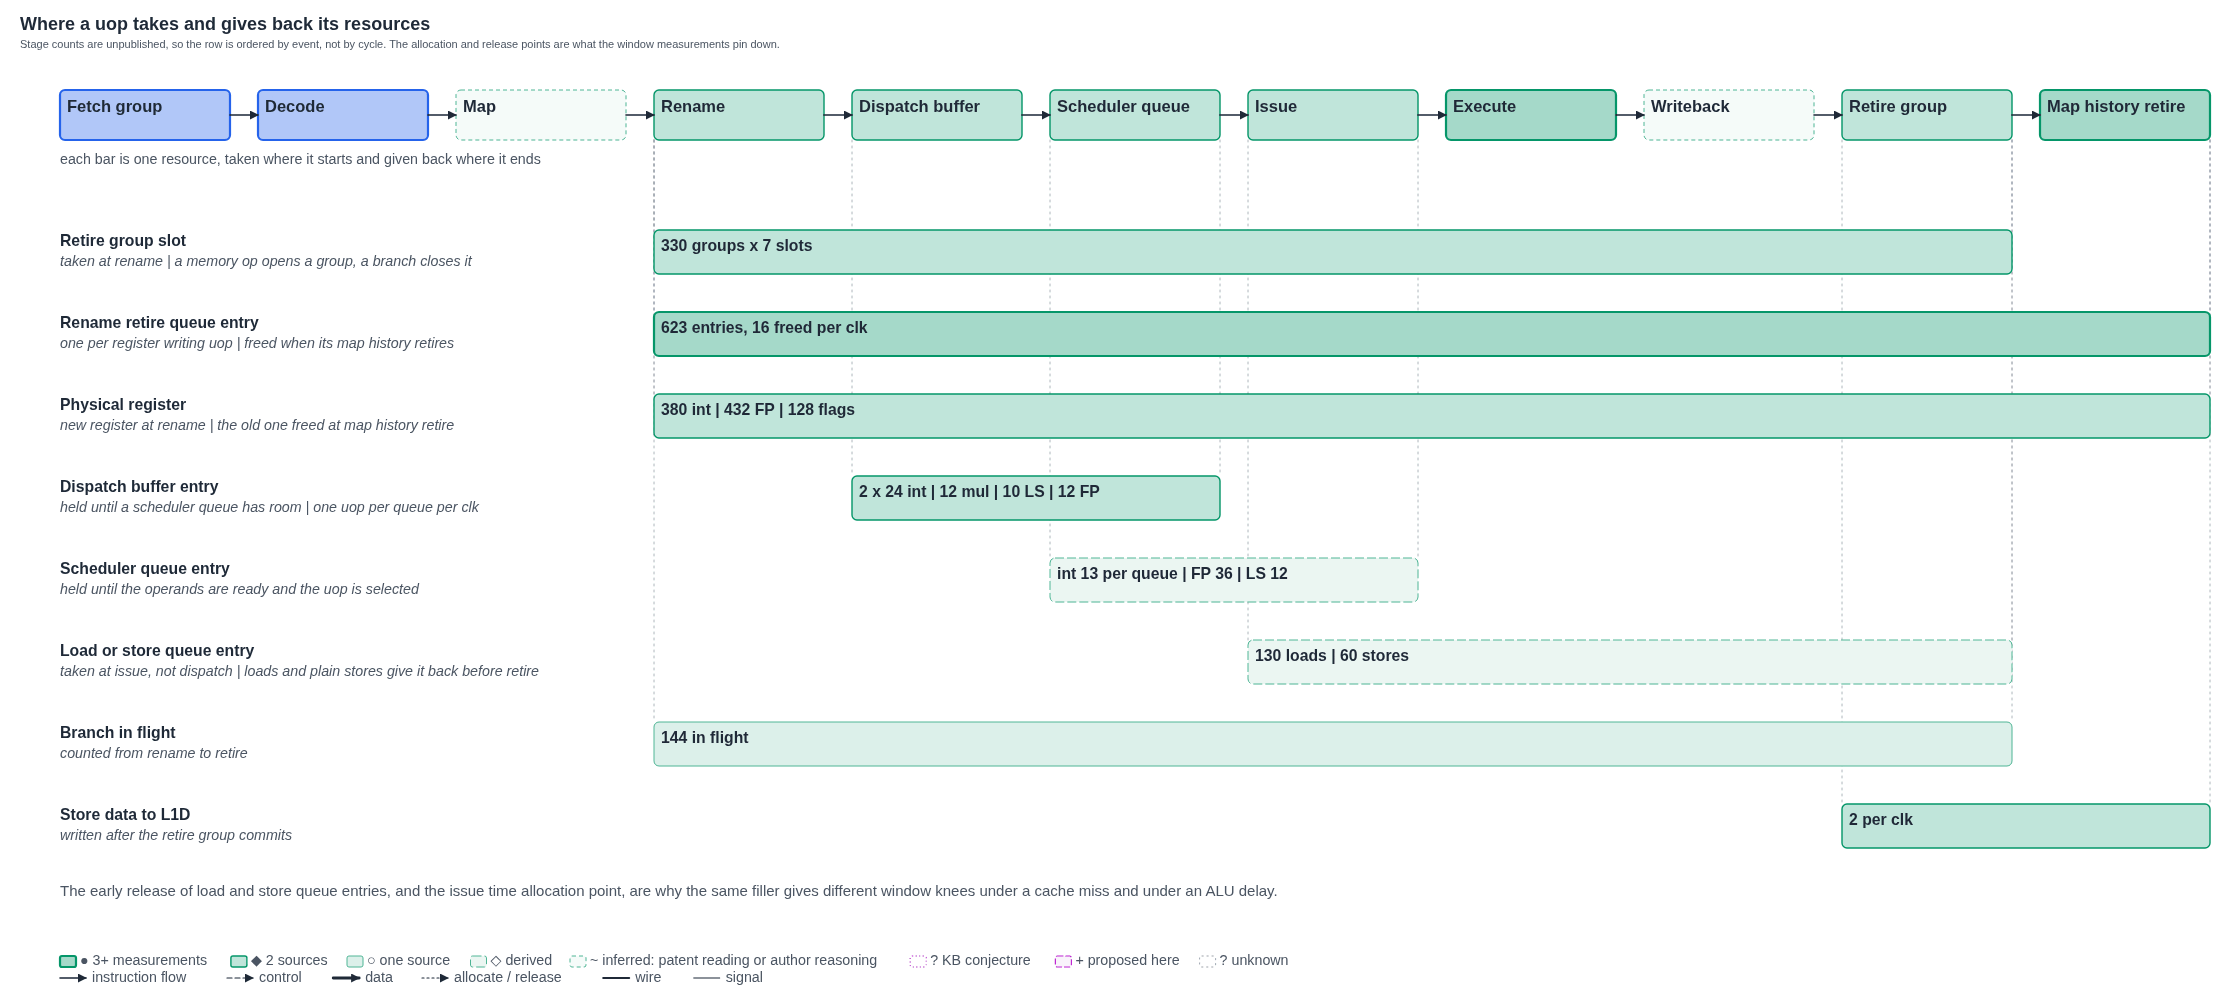 Where a uop takes and gives back its resources
Stage counts are unpublished, so the row is ordered by event, not by cycle. The allocation and release points are what the window measurements pin down.
Fetch group
Decode
Map
Rename
Dispatch buffer
Scheduler queue
Issue
Execute
Writeback
Retire group
Map history retire
each bar is one resource, taken where it starts and given back where it ends
Retire group slot
taken at rename | a memory op opens a group, a branch closes it
330 groups x 7 slots
Rename retire queue entry
one per register writing uop | freed when its map history retires
623 entries, 16 freed per clk
Physical register
new register at rename | the old one freed at map history retire
380 int | 432 FP | 128 flags
Dispatch buffer entry
held until a scheduler queue has room | one uop per queue per clk
2 x 24 int | 12 mul | 10 LS | 12 FP
Scheduler queue entry
held until the operands are ready and the uop is selected
int 13 per queue | FP 36 | LS 12
Load or store queue entry
taken at issue, not dispatch | loads and plain stores give it back before retire
130 loads | 60 stores
Branch in flight
counted from rename to retire
144 in flight
Store data to L1D
written after the retire group commits
2 per clk
The early release of load and store queue entries, and the issue time allocation point, are why the same filler gives different window knees under a cache miss and under an ALU delay.
● 3+ measurements ◆ 2 sources ○ one source ◇ derived ~ inferred: patent reading or author reasoning ? KB conjecture + proposed here ? unknown
instruction flow control data allocate / release wire signal